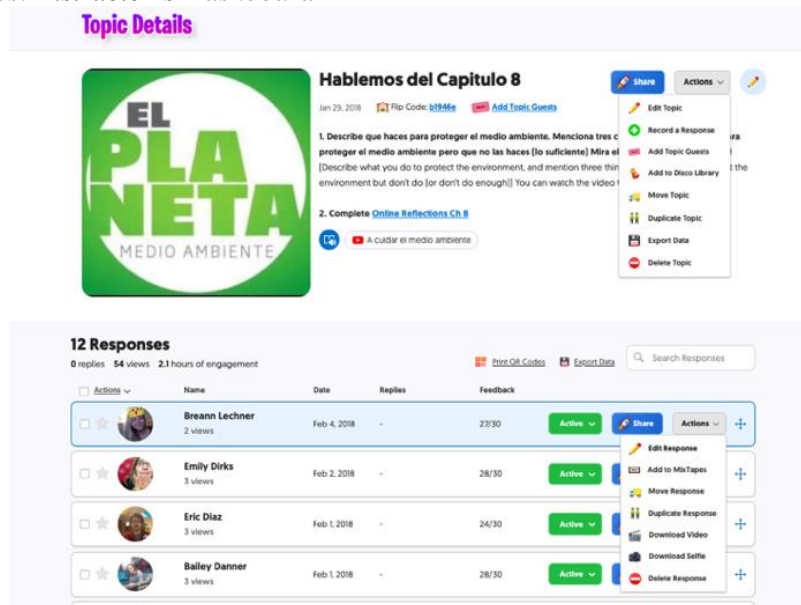 Topic Details
EL
PLANETA
MEDIO AMBIENTE
Hablemos del Capitulo 8
Jan 29, 2018 Flip Code: b1946e Add Topic Guests
1. Describe que haces para proteger el medio ambiente. Menciona tres c
proteger el medio ambiente pero que no las haces [lo suficiente] Mira el
[Describe what you do to protect the environment, and mention three thin
environment but don't do [or don't do enough]] You can watch the video
2. Complete Online Reflections Ch 8
A cuidar el medio ambiente
Share Actions
Edit Topic
Record a Response
Add Topic Guests
Add to Disco Library
Move Topic
Duplicate Topic
Export Data
Delete Topic
12 Responses
0 replies 54 views 2.1 hours of engagement
Print QR Codes Export Data Search Responses
Actions Name Date Replies Feedback
Breann Lechner
2 views
Feb 4, 2018 - 27/30 Active Share Actions
Emily Dirks
3 views
Feb 2, 2018 - 28/30 Active
Eric Diaz
3 views
Feb 1, 2018 - 24/30 Active
Bailey Danner
3 views
Feb 1, 2018 - 28/30 Active
Edit Response
Add to MixTapes
Move Response
Duplicate Response
Download Video
Download Selfie
Delete Response